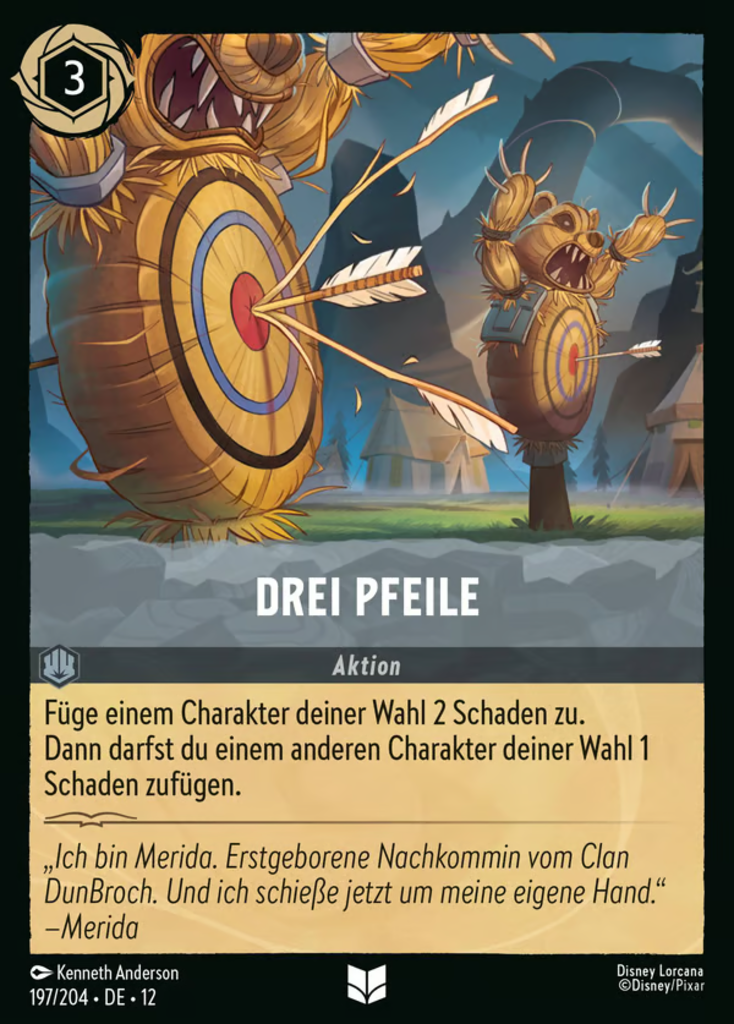 3
DREI PFEILE
Aktion
Füge einem Charakter deiner Wahl 2 Schaden zu.
Dann darfst du einem anderen Charakter deiner Wahl 1
Schaden zufügen.
„Ich bin Merida. Erstgeborene Nachkommin vom Clan
DunBroch. Und ich schieße jetzt um meine eigene Hand.“
–Merida
Kenneth Anderson
Disney Lorcana
197/204 • DE • 12
©Disney/Pixar